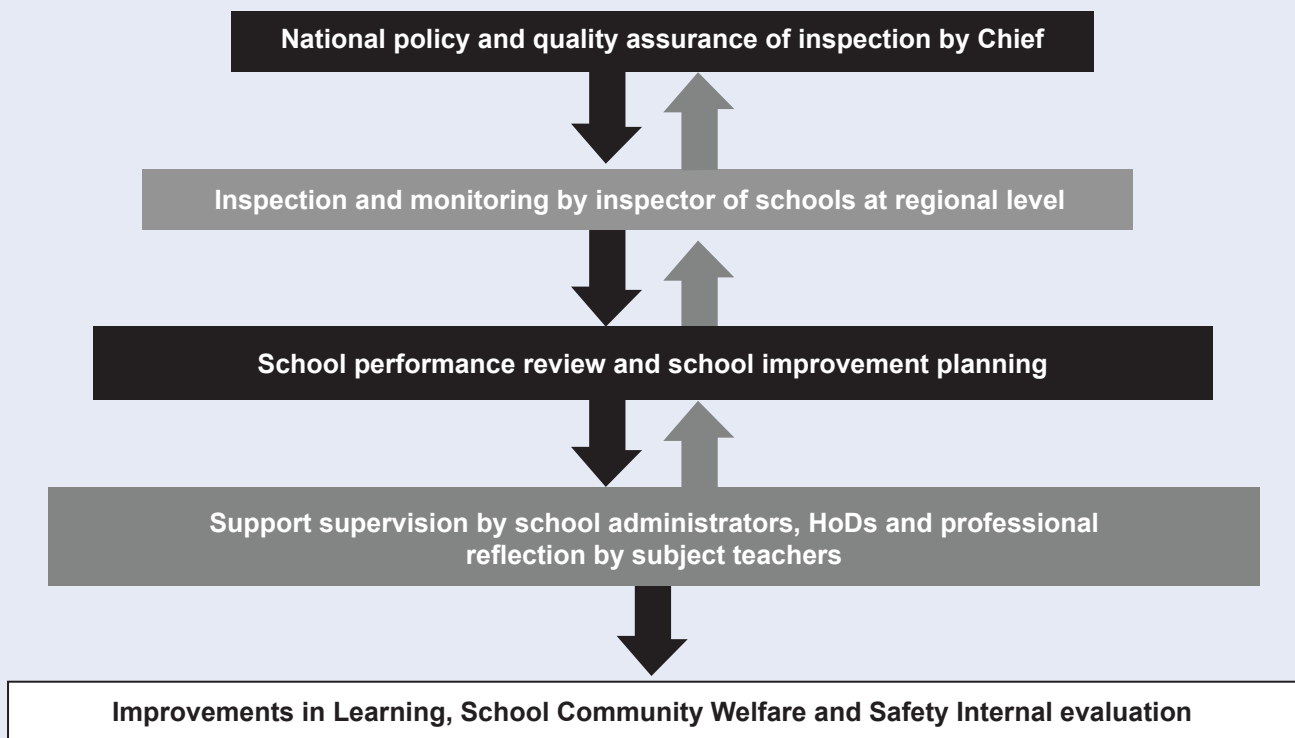 National policy and quality assurance of inspection by Chief
Inspection and monitoring by inspector of schools at regional level
School performance review and school improvement planning
Support supervision by school administrators, HoDs and professional
reflection by subject teachers
Improvements in Learning, School Community Welfare and Safety Internal evaluation